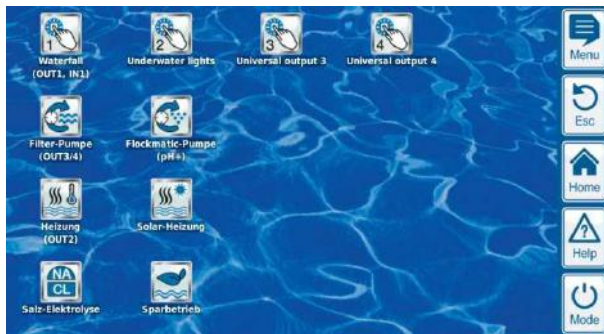 1
2
3
4
Waterfall
(OUT1, IN1)
Underwater lights
Universal output 3
Universal output 4
Menu
Esc
Filter-Pumpe
(OUT3/4)
Flockmatic-Pumpe
(pH+)
Home
Heizung
(OUT2)
Solar-Heizung
?
Help
NA
CL
Salz-Elektrolyse
Sparbetrieb
Mode